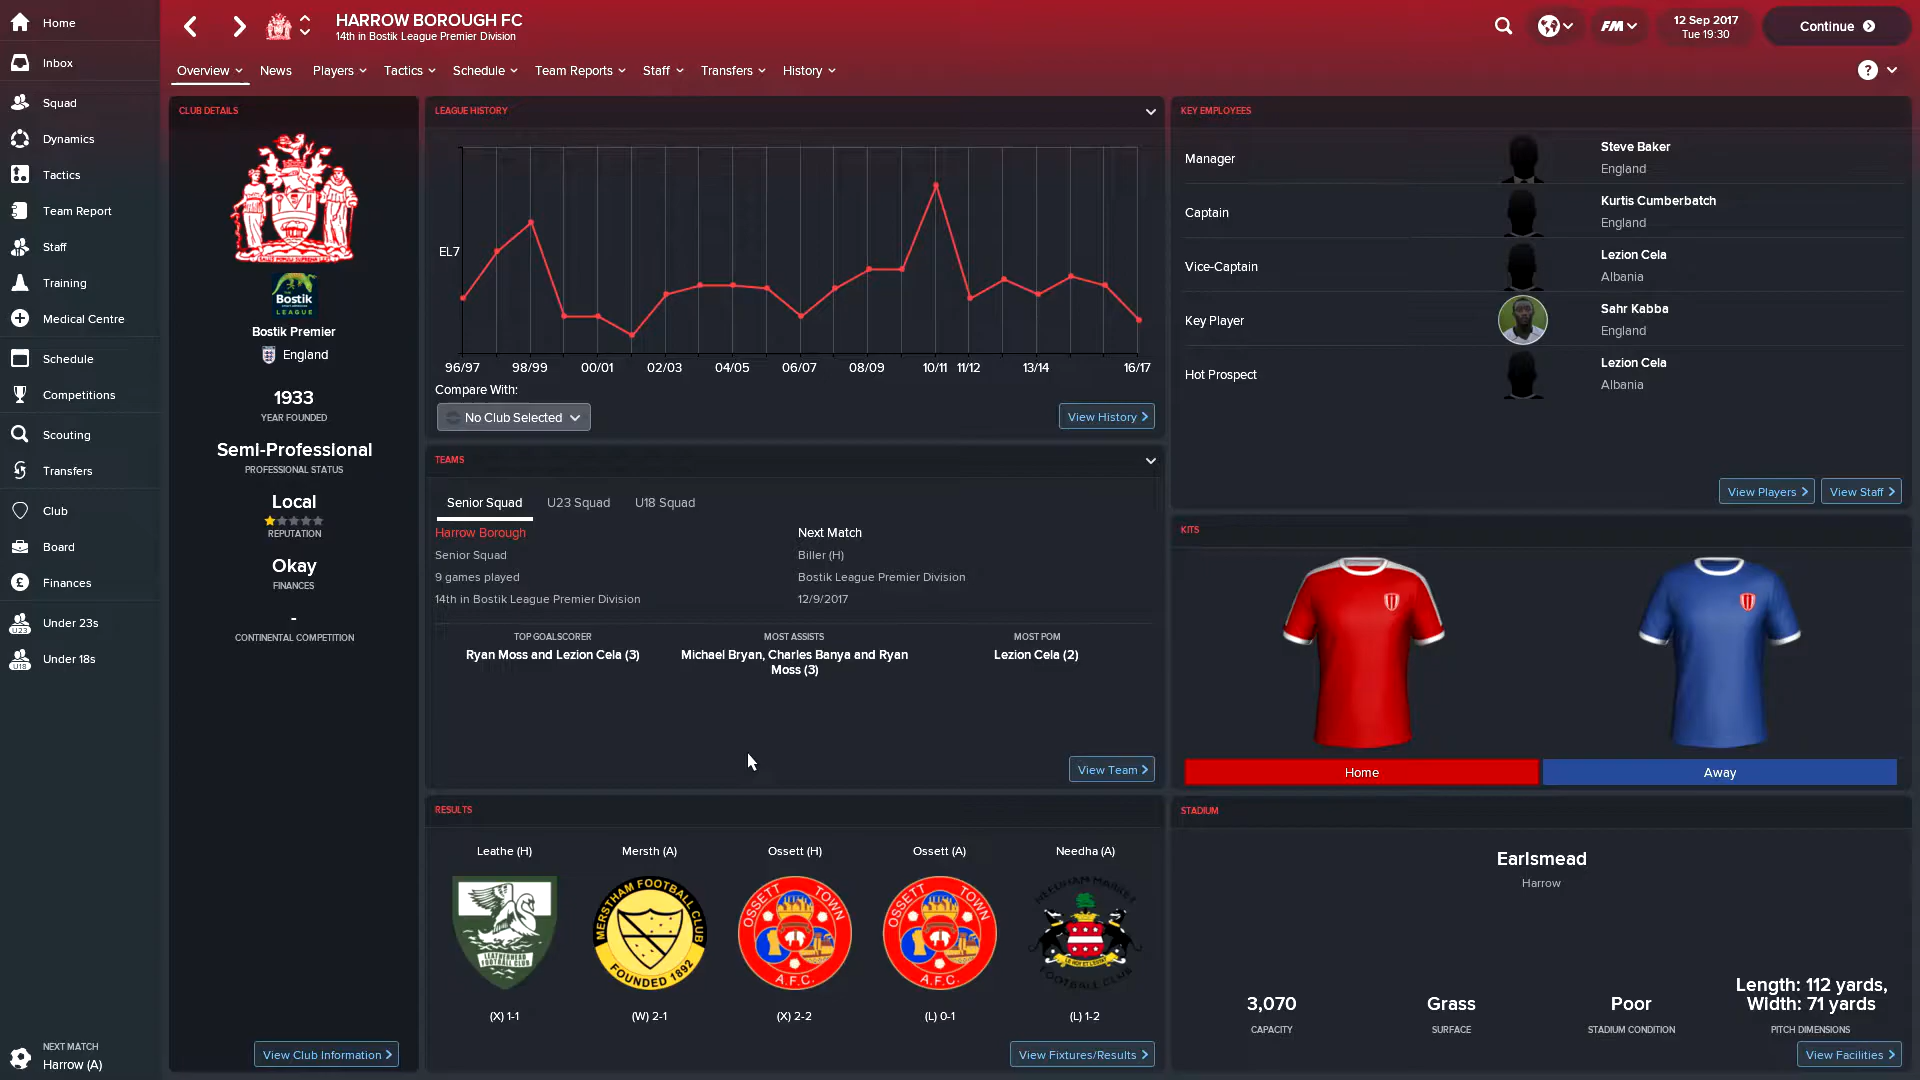 Home
Inbox
Squad
Dynamics
Tactics
Team Report
Staff
Training
Medical Centre
Schedule
Competitions
Scouting
Transfers
Club
Board
Finances
U23
Under 23s
U18
Under 18s
NEXT MATCH
Harrow (A)
HARROW BOROUGH FC
14th in Bostik League Premier Division
FM
12 Sep 2017
Tue 19:30
Continue
Overview
News
Players
Tactics
Schedule
Team Reports
Staff
Transfers
History
?
CLUB DETAILS
Bostik
LEAGUE
Bostik Premier
England
1933
YEAR FOUNDED
Semi-Professional
PROFESSIONAL STATUS
Local
REPUTATION
Okay
FINANCES
-
CONTINENTAL COMPETITION
View Club Information
LEAGUE HISTORY
EL7
96/97 98/99 00/01 02/03 04/05 06/07 08/09 10/11 11/12 13/14 16/17
Compare With:
No Club Selected
View History
TEAMS
Senior Squad
U23 Squad
U18 Squad
Harrow Borough
Senior Squad
9 games played
14th in Bostik League Premier Division
Next Match
Biller (H)
Bostik League Premier Division
12/9/2017
TOP GOALSCORER
Ryan Moss and Lezion Cela (3)
MOST ASSISTS
Michael Bryan, Charles Banya and Ryan
Moss (3)
MOST POM
Lezion Cela (2)
View Team
RESULTS
Leathe (H)
LEATHERHEAD
FOOTBALL CLUB
(X) 1-1
Mersth (A)
MERSTHAM FOOTBALL CLUB
FOUNDED 1892
(W) 2-1
Ossett (H)
OSSETT TOWN
A.F.C.
(X) 2-2
Ossett (A)
OSSETT TOWN
A.F.C.
(L) 0-1
Needha (A)
NEEDHAM MARKET
FOOTBALL CLUB
(L) 1-2
View Fixtures/Results
KEY EMPLOYEES
Manager
Steve Baker
England
Captain
Kurtis Cumberbatch
England
Vice-Captain
Lezion Cela
Albania
Key Player
Sahr Kabba
England
Hot Prospect
Lezion Cela
Albania
View Players
View Staff
KITS
Home
Away
STADIUM
Earlsmead
Harrow
3,070
CAPACITY
Grass
SURFACE
Poor
STADIUM CONDITION
Length: 112 yards,
Width: 71 yards
PITCH DIMENSIONS
View Facilities